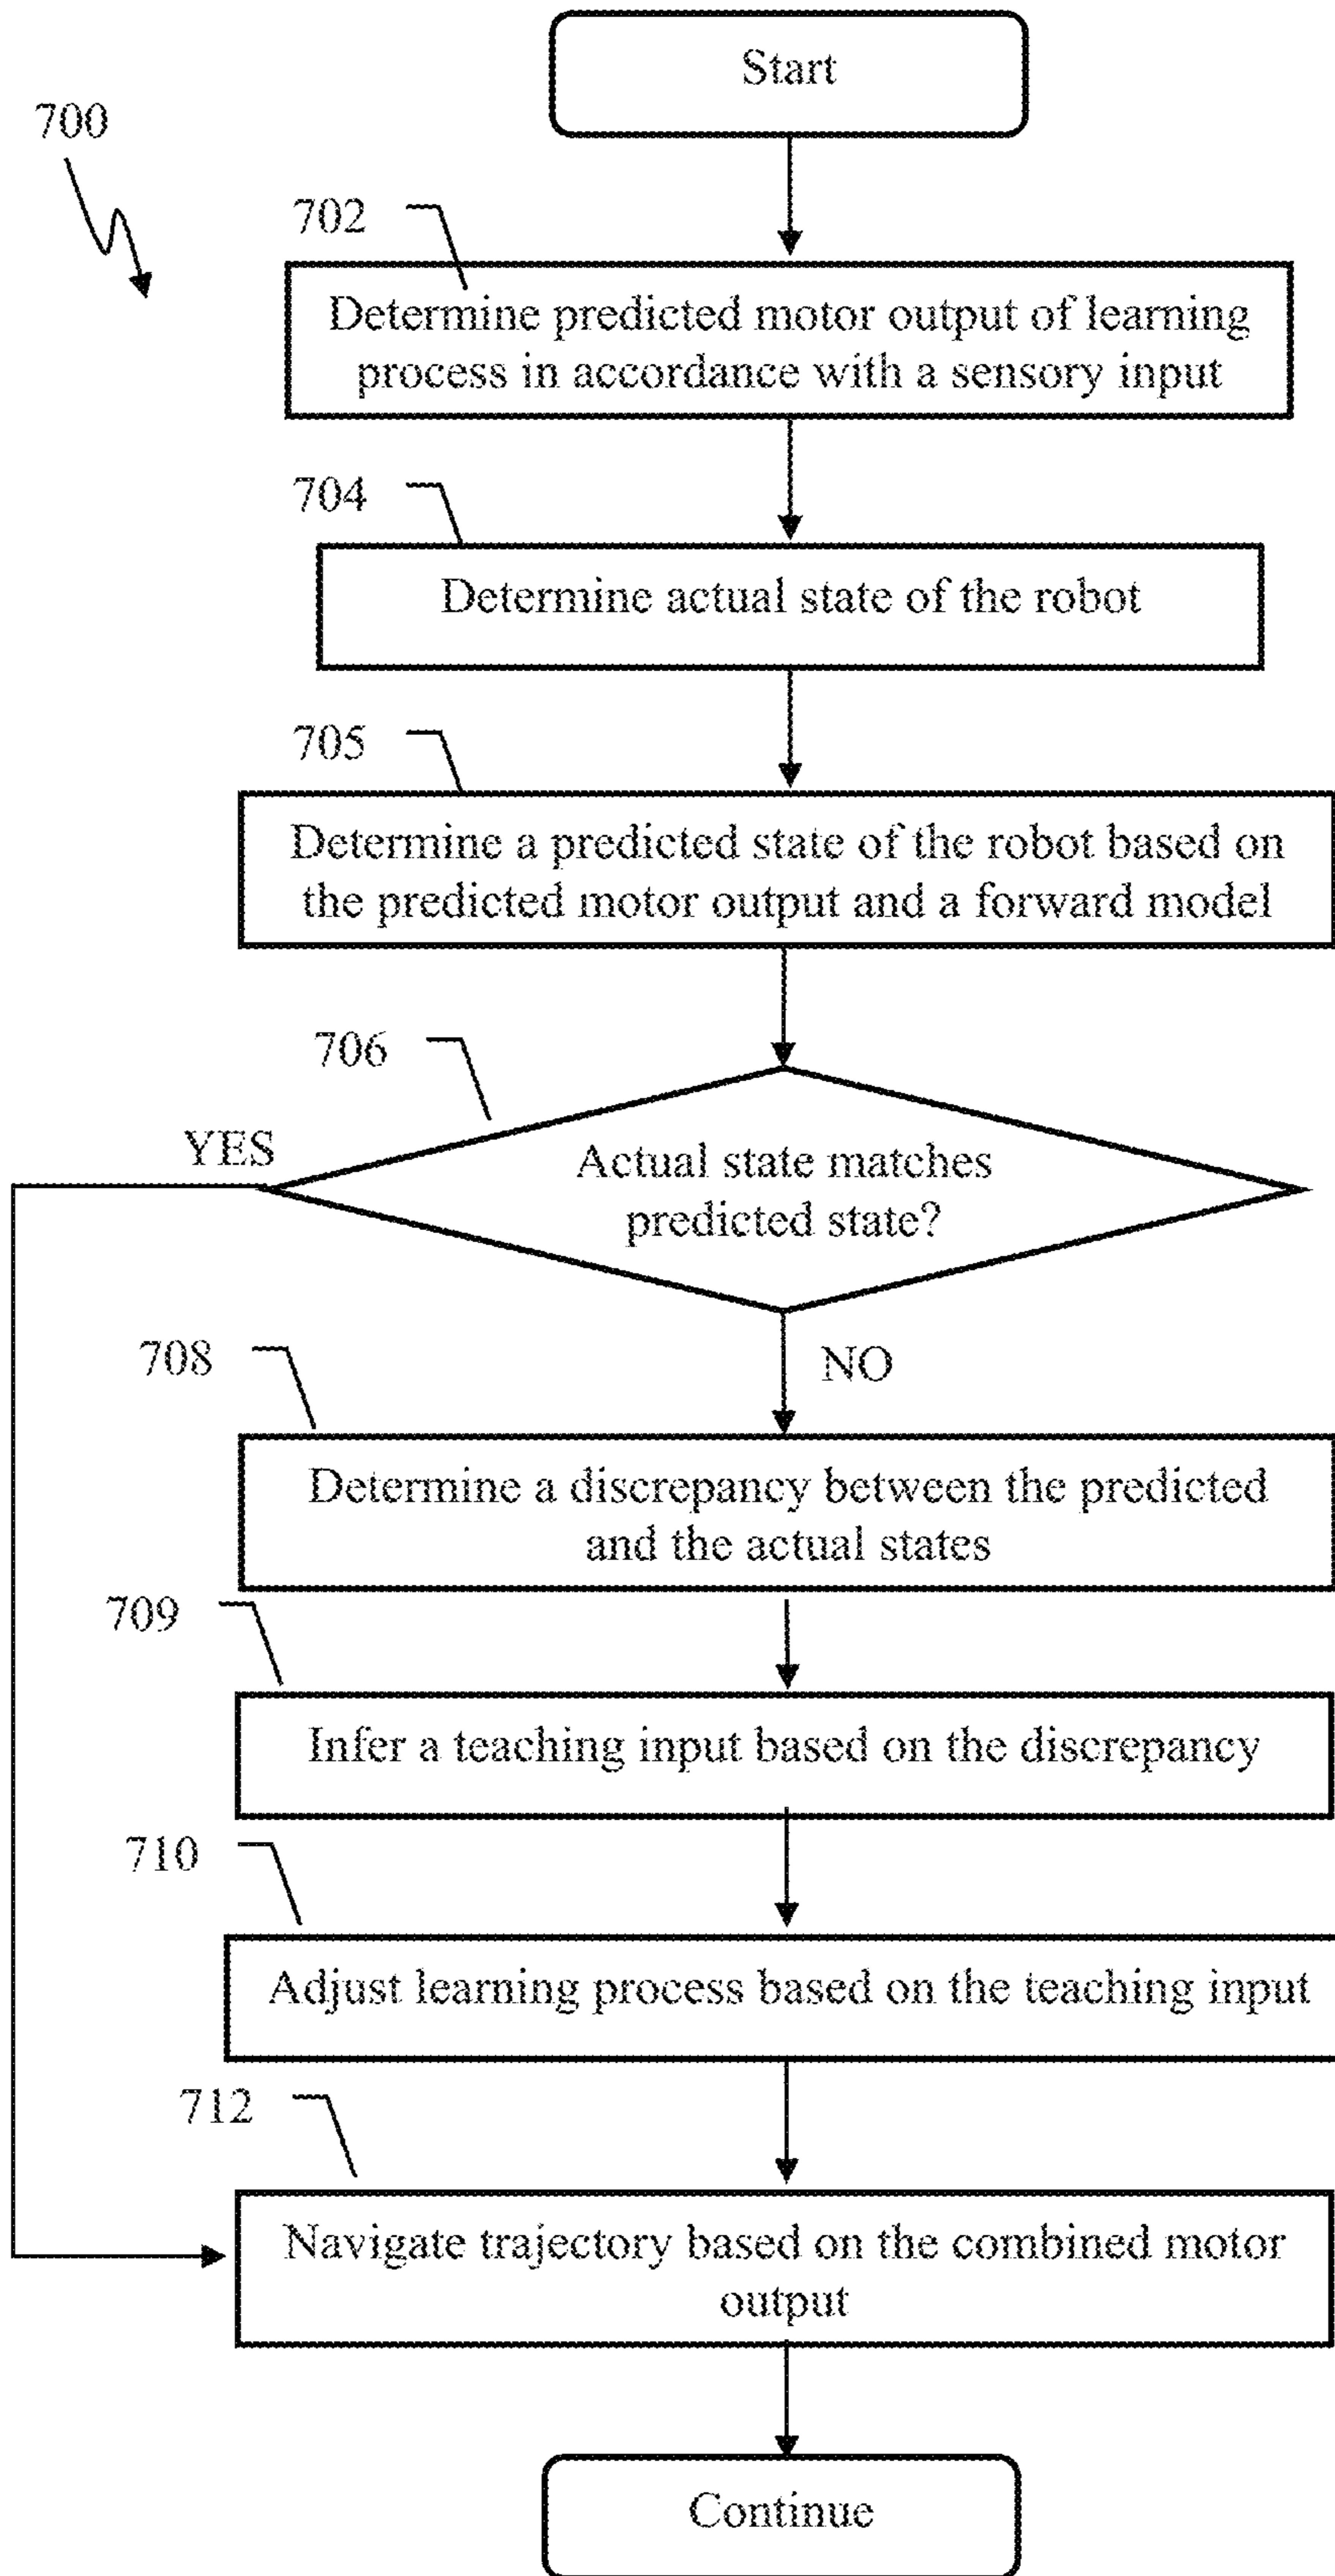 Start
700
702
Determine predicted motor output of learning
process in accordance with a sensory input
704
Determine actual state of the robot
705
Determine a predicted state of the robot based on
the predicted motor output and a forward model
706
YES
Actual state matches
predicted state?
708
NO
Determine a discrepancy between the predicted
and the actual states
709
Infer a teaching input based on the discrepancy
710
Adjust learning process based on the teaching input
712
Navigate trajectory based on the combined motor
output
Continue